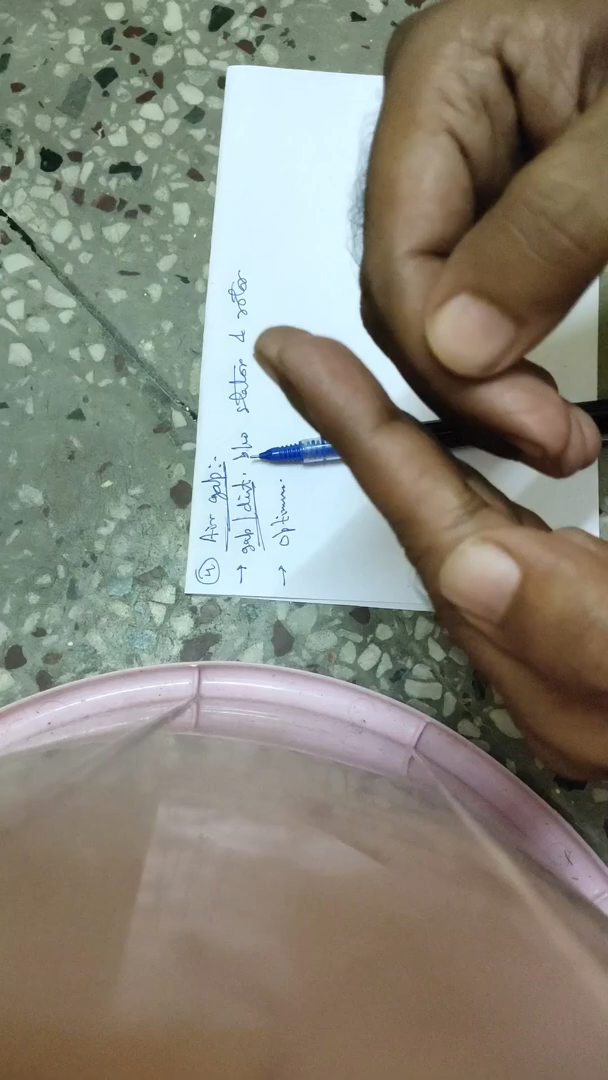 ④ Air gap:-
→ gap/dist. b/w stator & rotor
→ optimum.